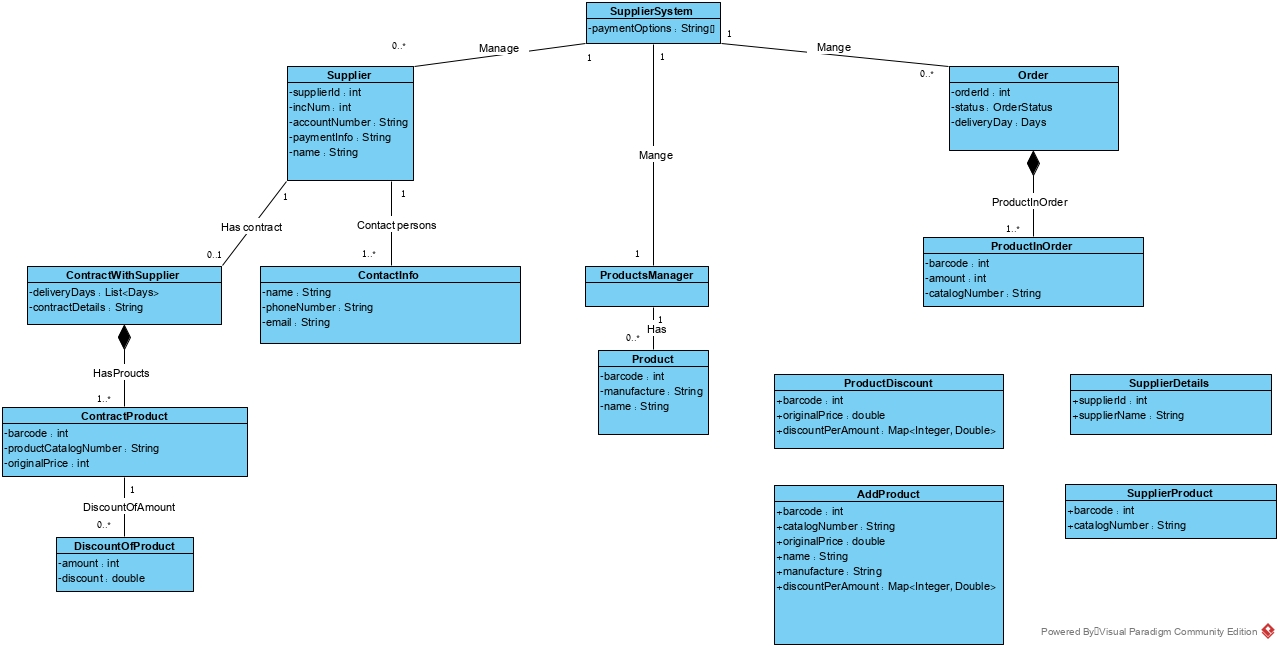 SupplierSystem
-paymentOptions : String[]
1
1
1
0..*
Manage
Mange
0..*
Supplier
-supplierId : int
-incNum : int
-accountNumber : String
-paymentInfo : String
-name : String
Order
-orderId : int
-status : OrderStatus
-deliveryDay : Days
Mange
1
1
Has contract
Contact persons
ProductInOrder
0..1
1..*
1
1..*
ContractWithSupplier
-deliveryDays : List<Days>
-contractDetails : String
ContactInfo
-name : String
-phoneNumber : String
-email : String
ProductsManager
ProductInOrder
-barcode : int
-amount : int
-catalogNumber : String
1
Has
0..*
HasProucts
1..*
Product
-barcode : int
-manufacture : String
-name : String
ProductDiscount
+barcode : int
+originalPrice : double
+discountPerAmount : Map<Integer, Double>
SupplierDetails
+supplierId : int
+supplierName : String
ContractProduct
-barcode : int
-productCatalogNumber : String
-originalPrice : int
1
DiscountOfAmount
0..*
DiscountOfProduct
-amount : int
-discount : double
AddProduct
+barcode : int
+catalogNumber : String
+originalPrice : double
+name : String
+manufacture : String
+discountPerAmount : Map<Integer, Double>
SupplierProduct
+barcode : int
+catalogNumber : String
Powered By Visual Paradigm Community Edition